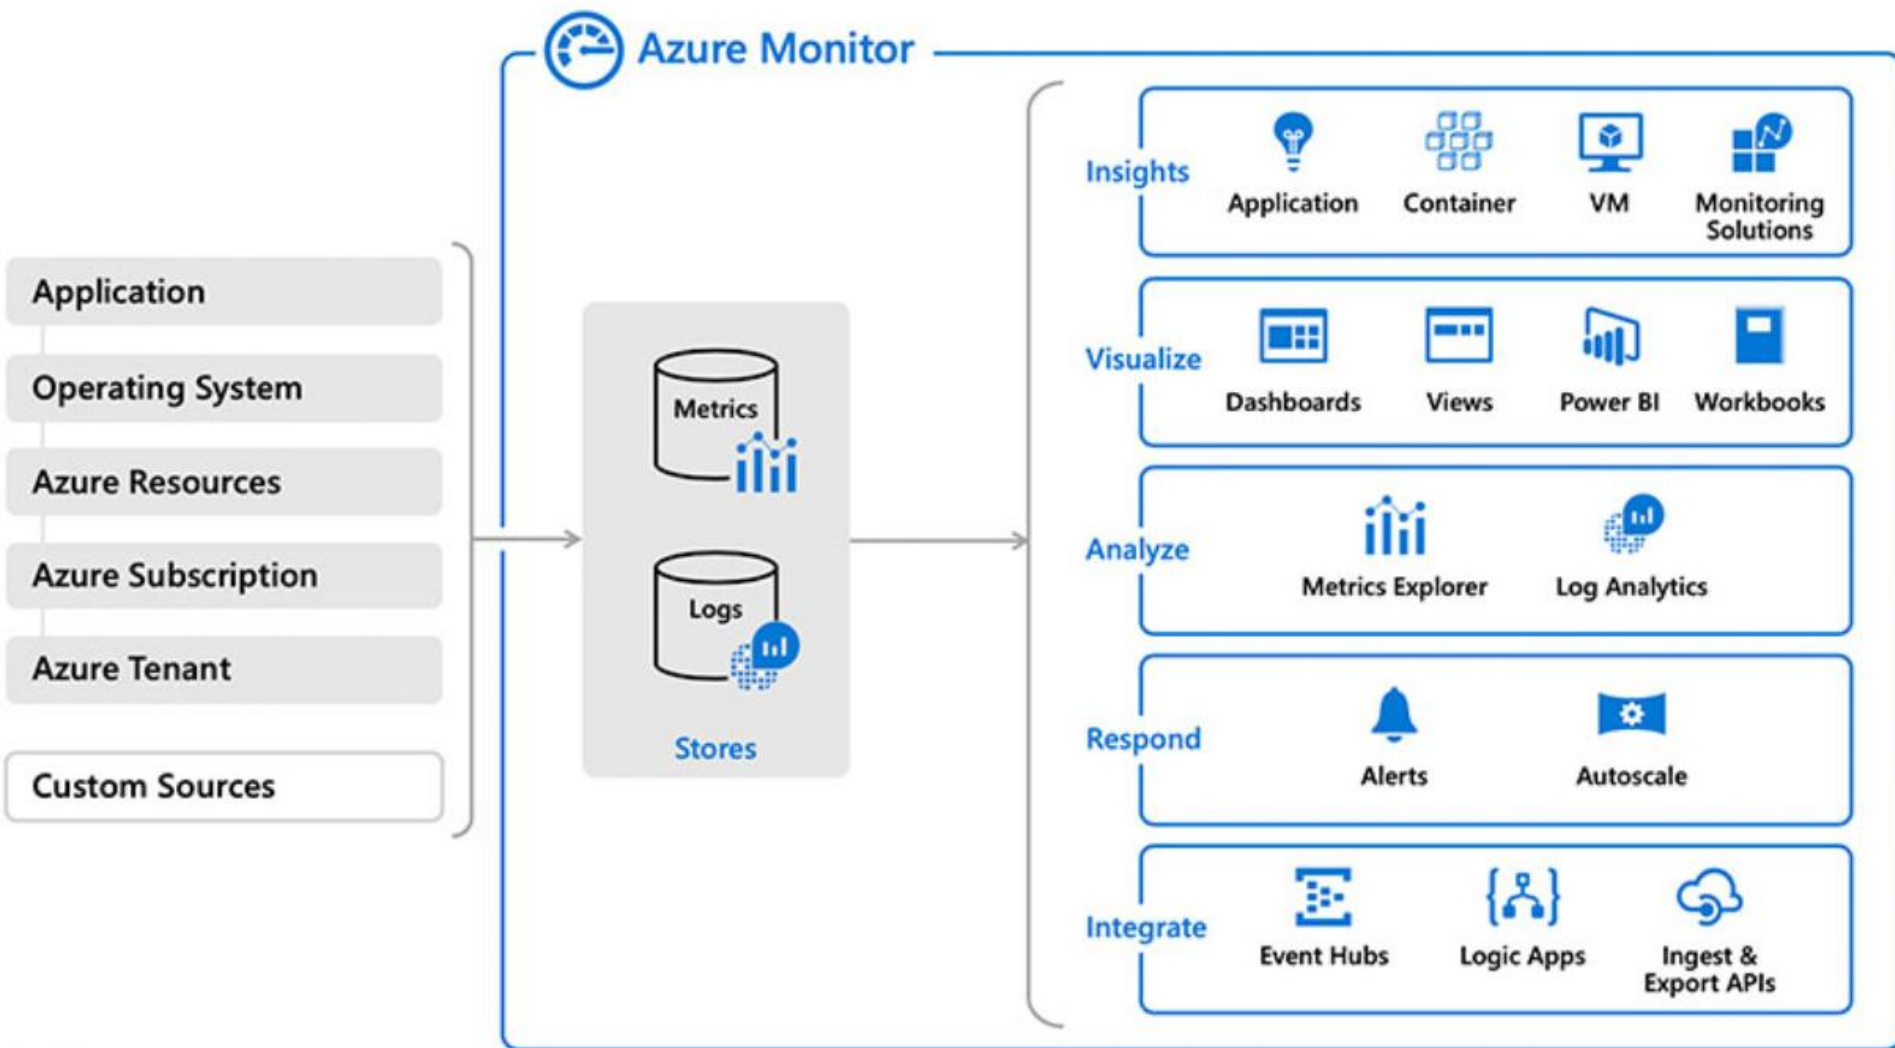 Azure Monitor
Application
Operating System
Azure Resources
Azure Subscription
Azure Tenant
Custom Sources
Metrics
Logs
Stores
Insights
Application
Container
VM
Monitoring
Solutions
Visualize
Dashboards
Views
Power BI
Workbooks
Analyze
Metrics Explorer
Log Analytics
Respond
Alerts
Autoscale
Integrate
Event Hubs
Logic Apps
Ingest &
Export APIs